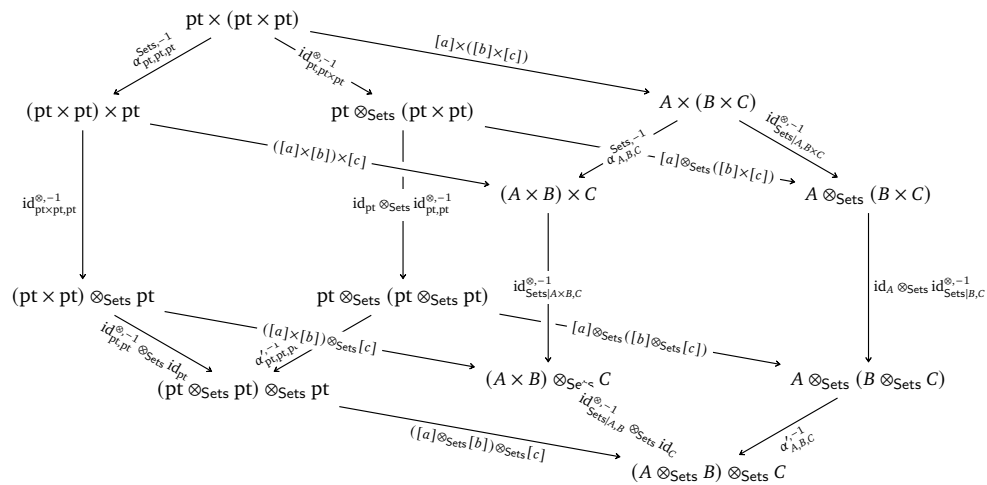 pt × (pt × pt)
α^{Sets,-1}_{pt,pt,pt}
id^{⊗,-1}_{pt,pt×pt}
[a]×([b]×[c])
(pt × pt) × pt
pt ⊗_{Sets} (pt × pt)
A × (B × C)
([a]×[b])×[c]
α^{Sets,-1}_{A,B,C}
[a]⊗_{Sets}([b]×[c])
id^{⊗,-1}_{Sets|A,B×C}
id^{⊗,-1}_{pt×pt,pt}
id_{pt} ⊗_{Sets} id^{⊗,-1}_{pt,pt}
(A × B) × C
A ⊗_{Sets} (B × C)
(pt × pt) ⊗_{Sets} pt
pt ⊗_{Sets} (pt ⊗_{Sets} pt)
id^{⊗,-1}_{Sets|A×B,C}
id_A ⊗_{Sets} id^{⊗,-1}_{Sets|B,C}
id^{⊗,-1}_{pt,pt} ⊗_{Sets} id_{pt}
([a]×[b])⊗_{Sets}[c]
α'^{,-1}_{pt,pt,pt}
[a]⊗_{Sets}([b]⊗_{Sets}[c])
(pt ⊗_{Sets} pt) ⊗_{Sets} pt
(A × B) ⊗_{Sets} C
A ⊗_{Sets} (B ⊗_{Sets} C)
([a]⊗_{Sets}[b])⊗_{Sets}[c]
id^{⊗,-1}_{Sets|A,B} ⊗_{Sets} id_C
α'^{,-1}_{A,B,C}
(A ⊗_{Sets} B) ⊗_{Sets} C